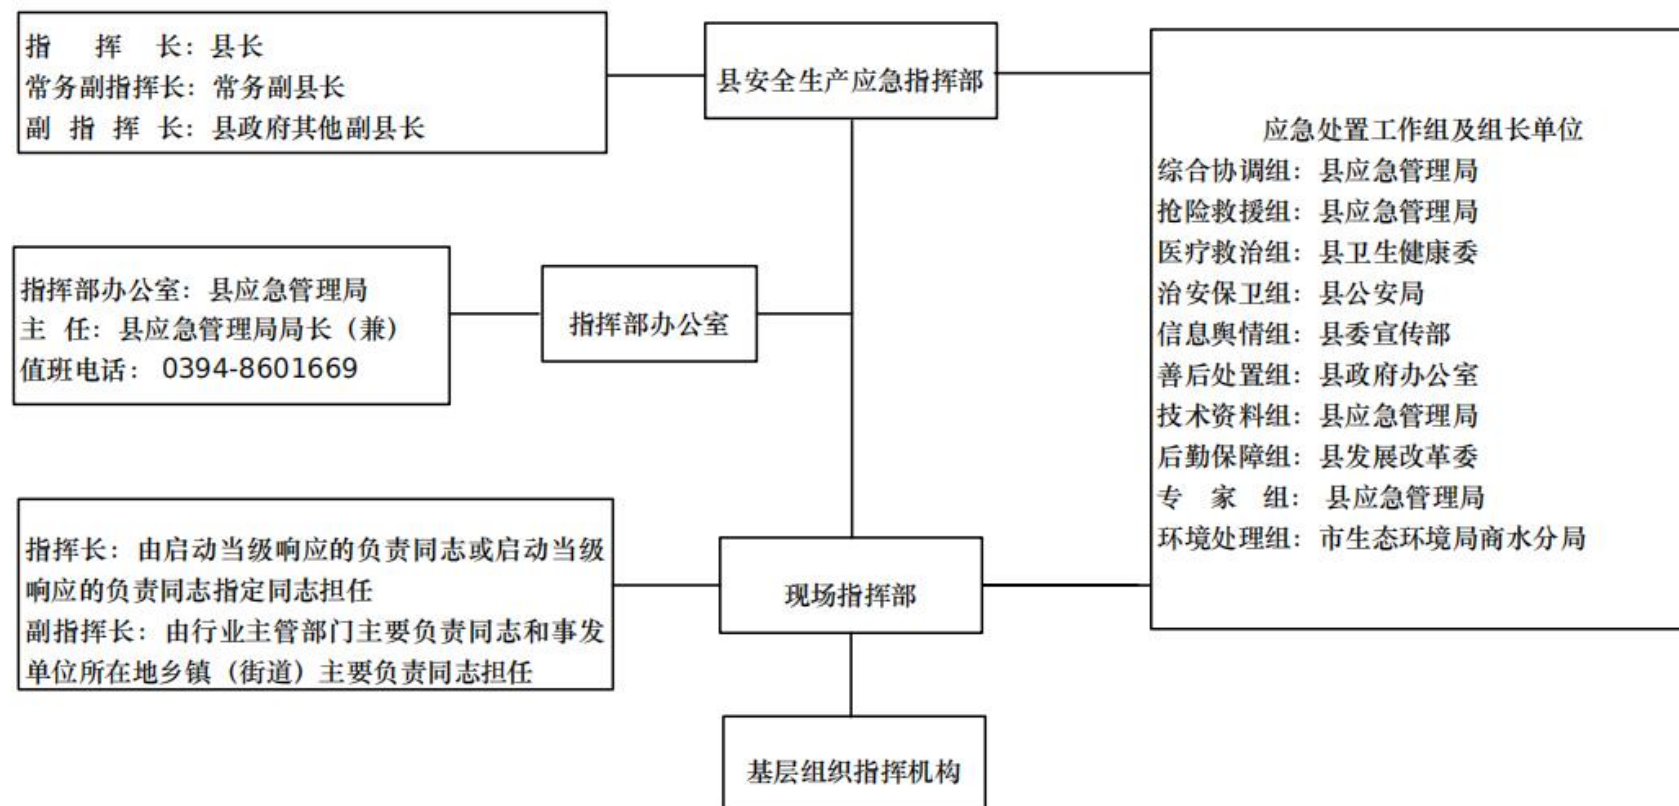 指 挥 长：县长
常务副指挥长：常务副县长
副 指 挥 长：县政府其他副县长
县安全生产应急指挥部
应急处置工作组及组长单位
综合协调组：县应急管理局
抢险救援组：县应急管理局
医疗救治组：县卫生健康委
治安保卫组：县公安局
信息舆情组：县委宣传部
善后处置组：县政府办公室
技术资料组：县应急管理局
后勤保障组：县发展改革委
专 家 组： 县应急管理局
环境处理组：市生态环境局商水分局
指挥部办公室：县应急管理局
主 任：县应急管理局局长（兼）
值班电话： 0394-8601669
指挥部办公室
指挥长：由启动当级响应的负责同志或启动当级
响应的负责同志指定同志担任
副指挥长：由行业主管部门主要负责同志和事发
单位所在地乡镇（街道）主要负责同志担任
现场指挥部
基层组织指挥机构